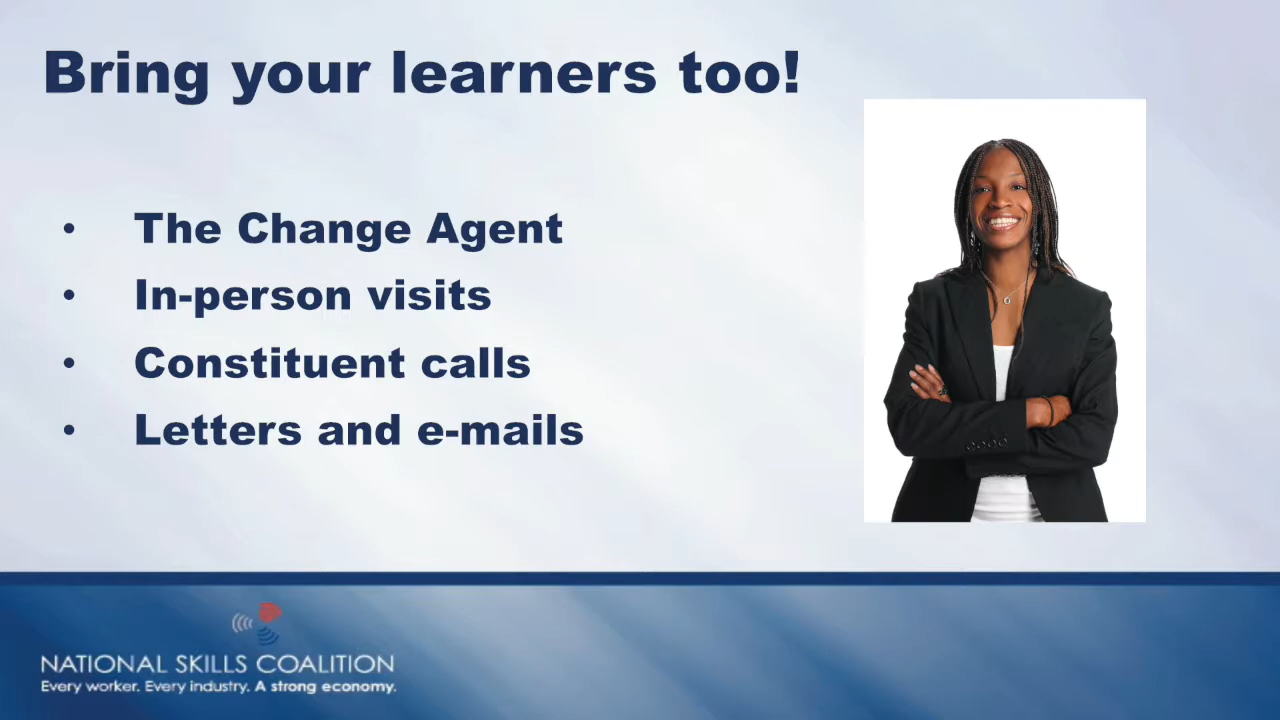 Bring your learners too!
• The Change Agent
• In-person visits
• Constituent calls
• Letters and e-mails
NATIONAL SKILLS COALITION
Every worker. Every industry. A strong economy.